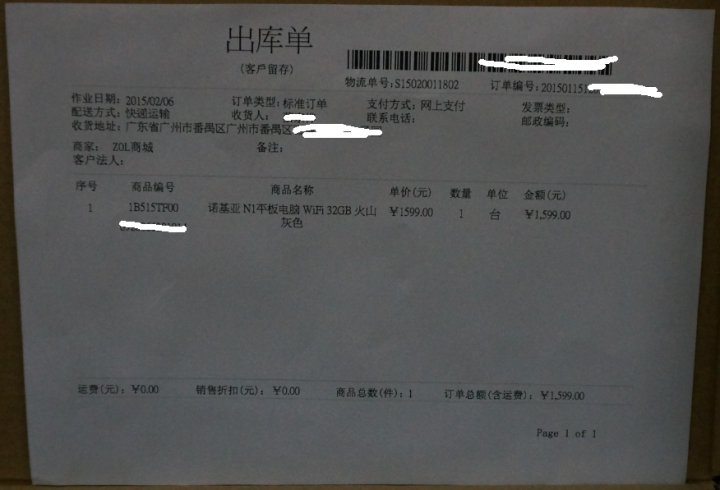 出库单
(客戶留存)
物流单号:S15020011802 订单编号:20150115
作业日期: 2015/02/06 订单类型: 标准订单 支付方式: 网上支付 发票类型:
配送方式: 快递运输 收货人: 联系电话: 邮政编码:
收货地址: 广东省广州市番禺区广州市番禺区
商家: ZOL商城 备注:
客户法人:
序号 商品编号 商品名称 单价(元) 数量 单位 金额(元)
1 1B515TF00 诺基亚 N1平板电脑 WiFi 32GB 火山 ￥1599.00 1 台 ￥1,599.00
灰色
运费(元): ￥0.00 销售折扣(元): ￥0.00 商品总数(件): 1 订单总额(含运费): ￥1,599.00
Page 1 of 1